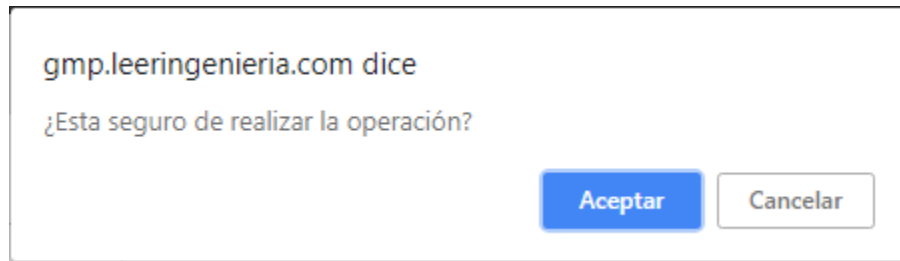 gmp.leeringenieria.com dice
¿Esta seguro de realizar la operación?
Aceptar Cancelar